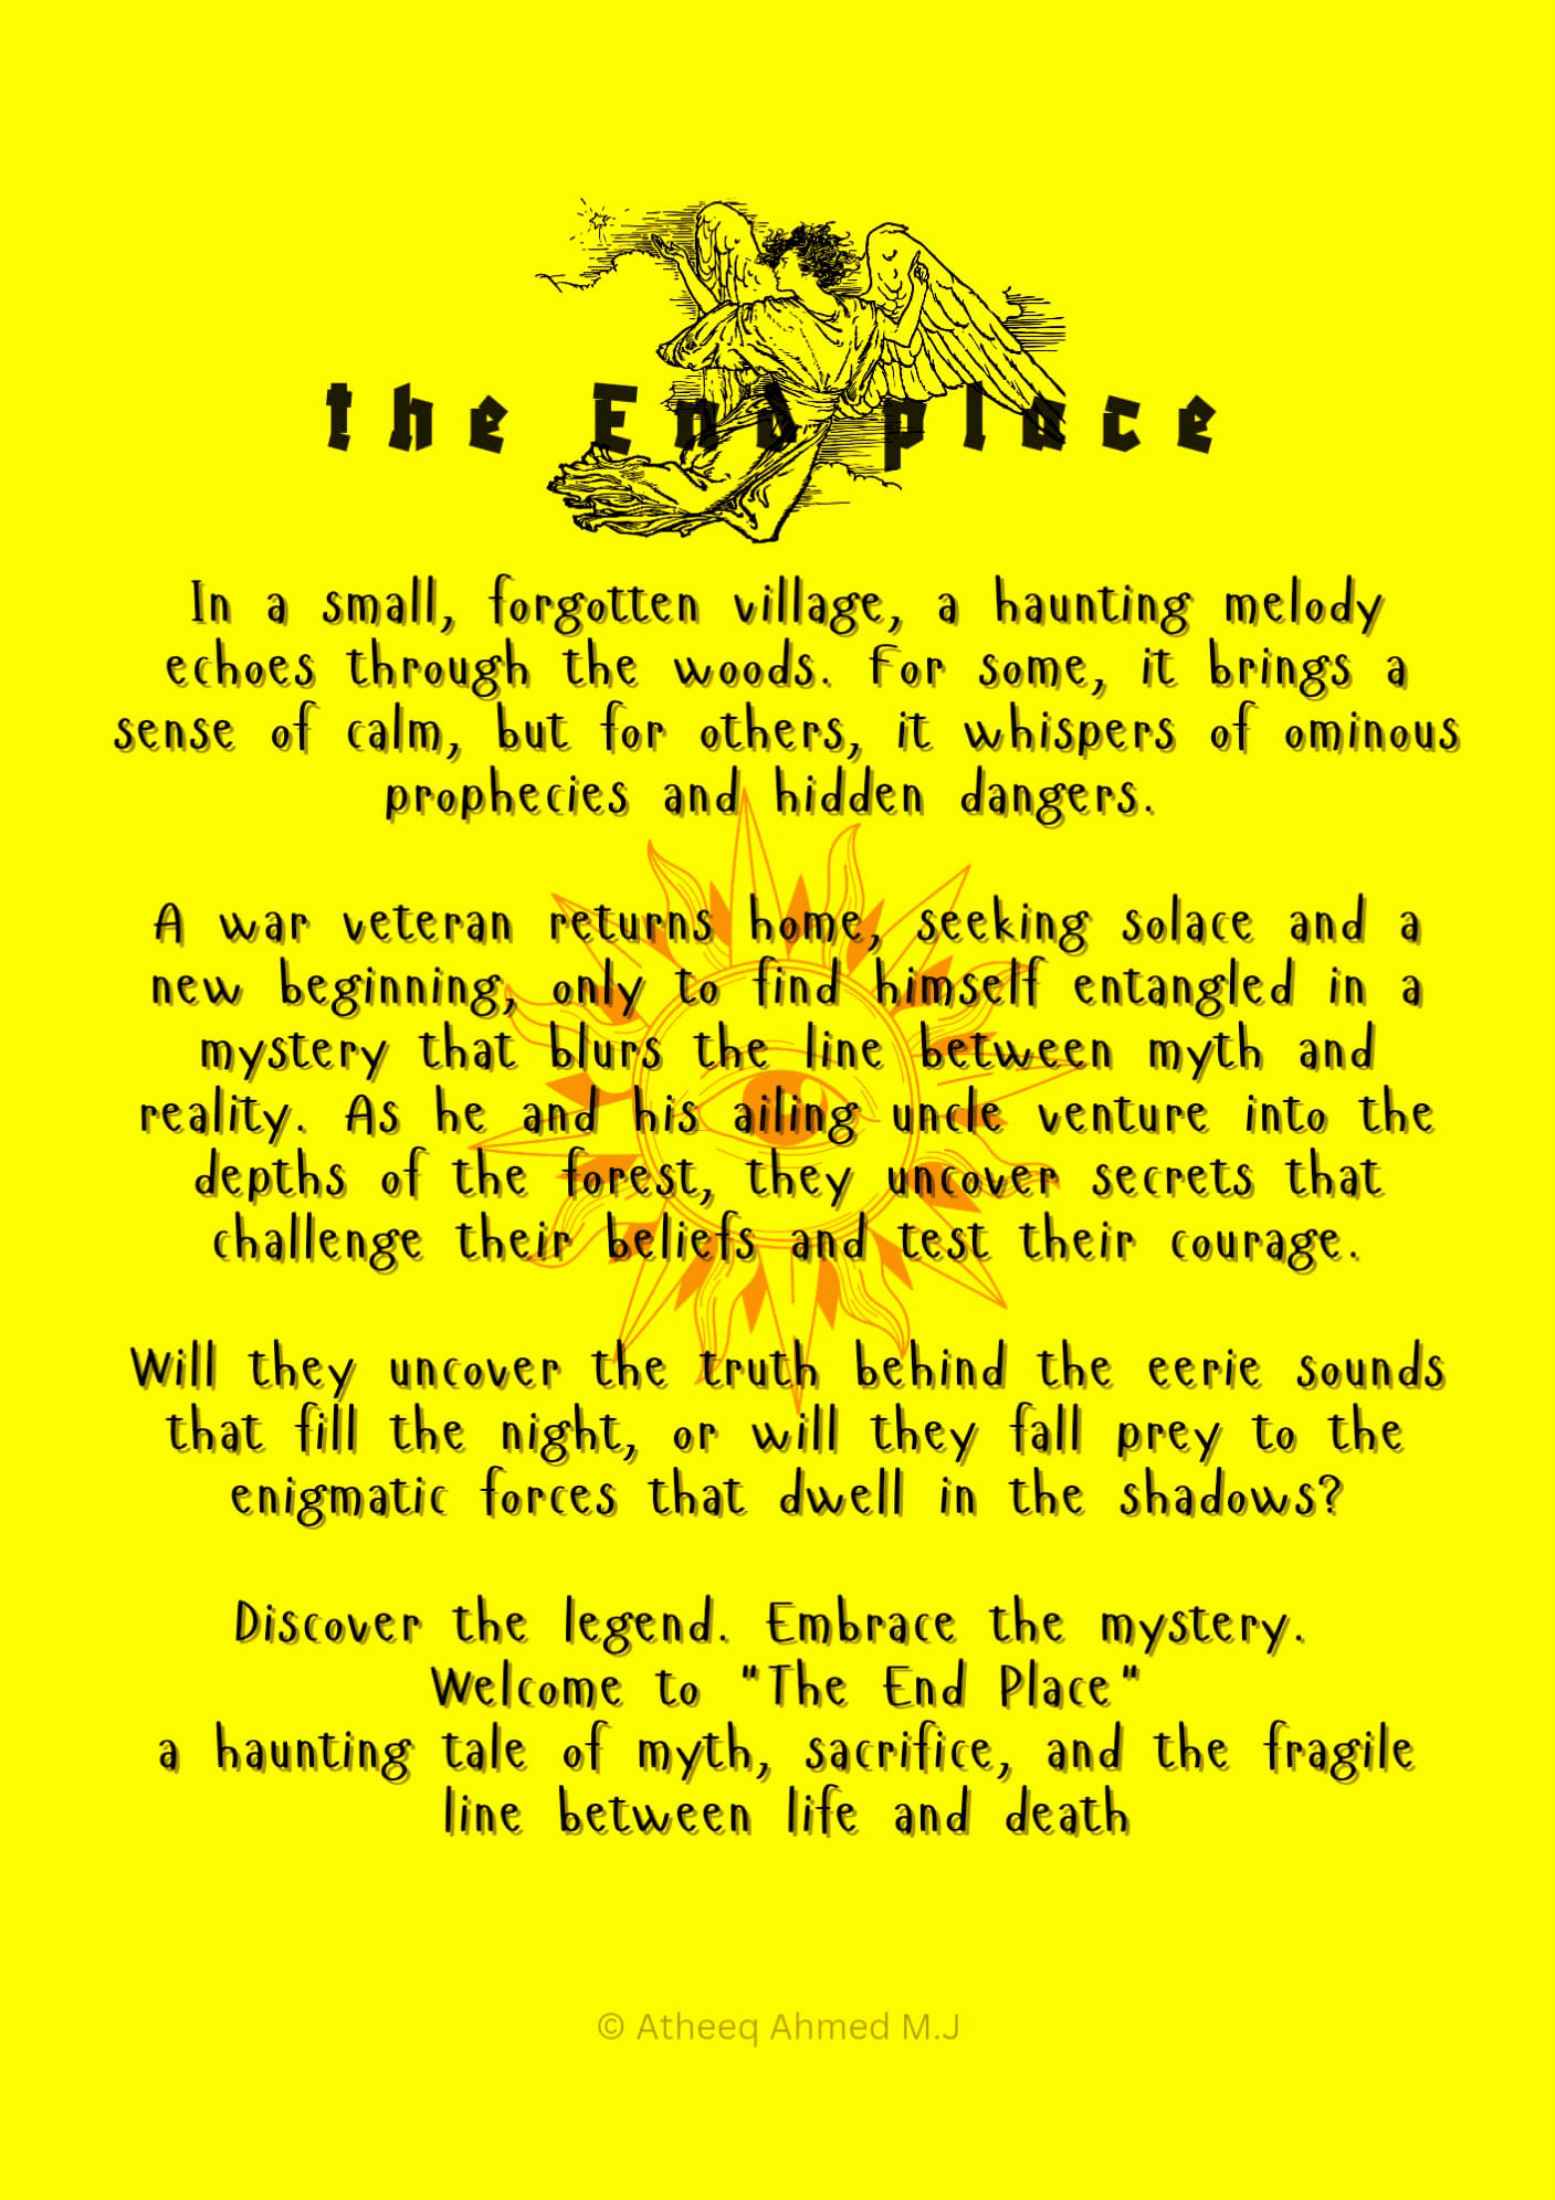 the End place
In a small, forgotten village, a haunting melody
echoes through the woods. For some, it brings a
sense of calm, but for others, it whispers of ominous
prophecies and hidden dangers.
A war veteran returns home, seeking solace and a
new beginning, only to find himself entangled in a
mystery that blurs the line between myth and
reality. As he and his ailing uncle venture into the
depths of the forest, they uncover secrets that
challenge their beliefs and test their courage.
Will they uncover the truth behind the eerie sounds
that fill the night, or will they fall prey to the
enigmatic forces that dwell in the shadows?
Discover the legend. Embrace the mystery.
Welcome to "The End Place"
a haunting tale of myth, sacrifice, and the fragile
line between life and death
© Atheeq Ahmed M.J